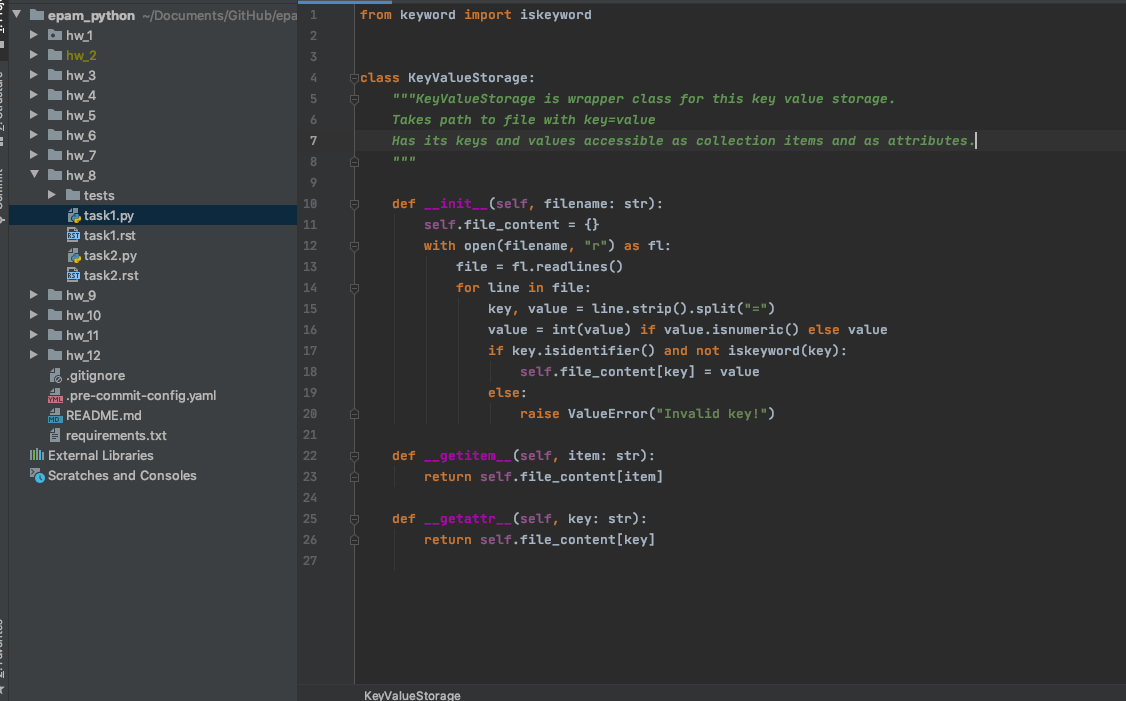 epam_python ~/Documents/GitHub/epa
hw_1
hw_2
hw_3
hw_4
hw_5
hw_6
hw_7
hw_8
tests
task1.py
task1.rst
task2.py
task2.rst
hw_9
hw_10
hw_11
hw_12
.gitignore
.pre-commit-config.yaml
README.md
requirements.txt
External Libraries
Scratches and Consoles
1 from keyword import iskeyword
2
3
4 class KeyValueStorage:
5 """KeyValueStorage is wrapper class for this key value storage.
6 Takes path to file with key=value
7 Has its keys and values accessible as collection items and as attributes.
8 """
9
10 def __init__(self, filename: str):
11 self.file_content = {}
12 with open(filename, "r") as fl:
13 file = fl.readlines()
14 for line in file:
15 key, value = line.strip().split("=")
16 value = int(value) if value.isnumeric() else value
17 if key.isidentifier() and not iskeyword(key):
18 self.file_content[key] = value
19 else:
20 raise ValueError("Invalid key!")
21
22 def __getitem__(self, item: str):
23 return self.file_content[item]
24
25 def __getattr__(self, key: str):
26 return self.file_content[key]
27
KeyValueStorage